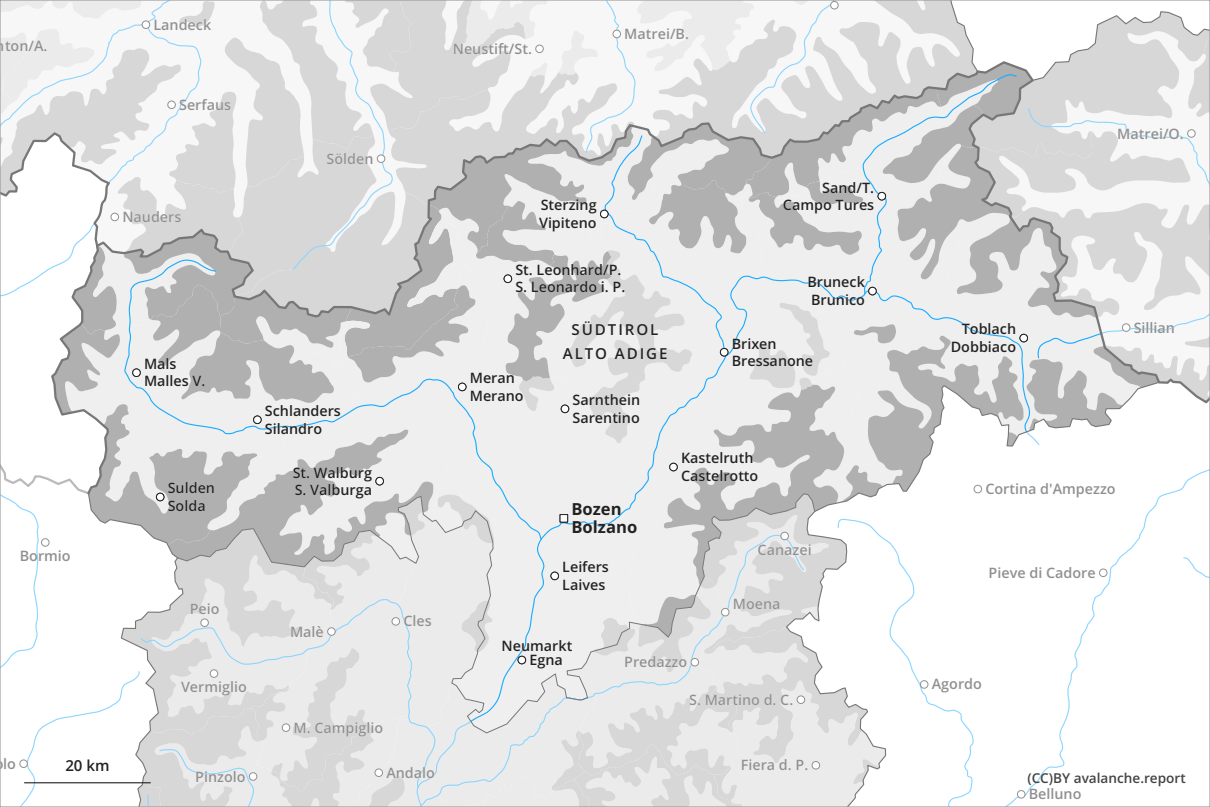 Landeck
nton/A.
Neustift/St.
Matrei/B.
Serfaus
Sölden
Matrei/O.
Nauders
Sand/T.
Campo Tures
Sterzing
Vipiteno
St. Leonhard/P.
S. Leonardo i. P.
Bruneck
Brunico
SÜDTIROL
ALTO ADIGE
Toblach
Dobbiaco
Sillian
Brixen
Bressanone
Mals
Malles V.
Meran
Merano
Schlanders
Silandro
Sarnthein
Sarentino
St. Walburg
S. Valburga
Kastelruth
Castelrotto
Sulden
Solda
Cortina d'Ampezzo
Bozen
Bolzano
Bormio
Canazei
Leifers
Laives
Pieve di Cadore
Peio
Moena
Malè
Cles
Neumarkt
Egna
Predazzo
Vermiglio
Agordo
S. Martino d. C.
M. Campiglio
olo
20 km
Pinzolo
Andalo
Fiera d. P.
(CC)BY avalanche.report
Belluno